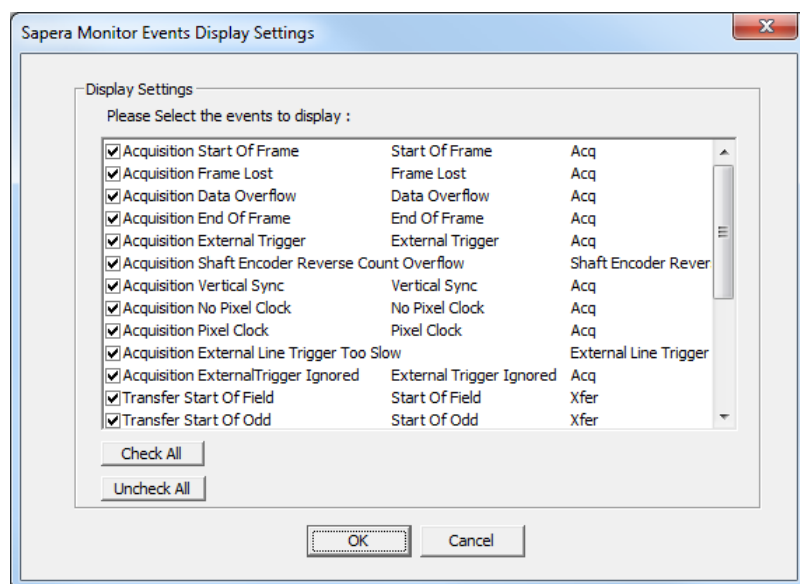 Sapera Monitor Events Display Settings
Display Settings
Please Select the events to display :
Acquisition Start Of Frame Start Of Frame Acq
Acquisition Frame Lost Frame Lost Acq
Acquisition Data Overflow Data Overflow Acq
Acquisition End Of Frame End Of Frame Acq
Acquisition External Trigger External Trigger Acq
Acquisition Shaft Encoder Reverse Count Overflow Shaft Encoder Rever
Acquisition Vertical Sync Vertical Sync Acq
Acquisition No Pixel Clock No Pixel Clock Acq
Acquisition Pixel Clock Pixel Clock Acq
Acquisition External Line Trigger Too Slow External Line Trigger
Acquisition ExternalTrigger Ignored External Trigger Ignored Acq
Transfer Start Of Field Start Of Field Xfer
Transfer Start Of Odd Start Of Odd Xfer
Check All
Uncheck All
OK Cancel